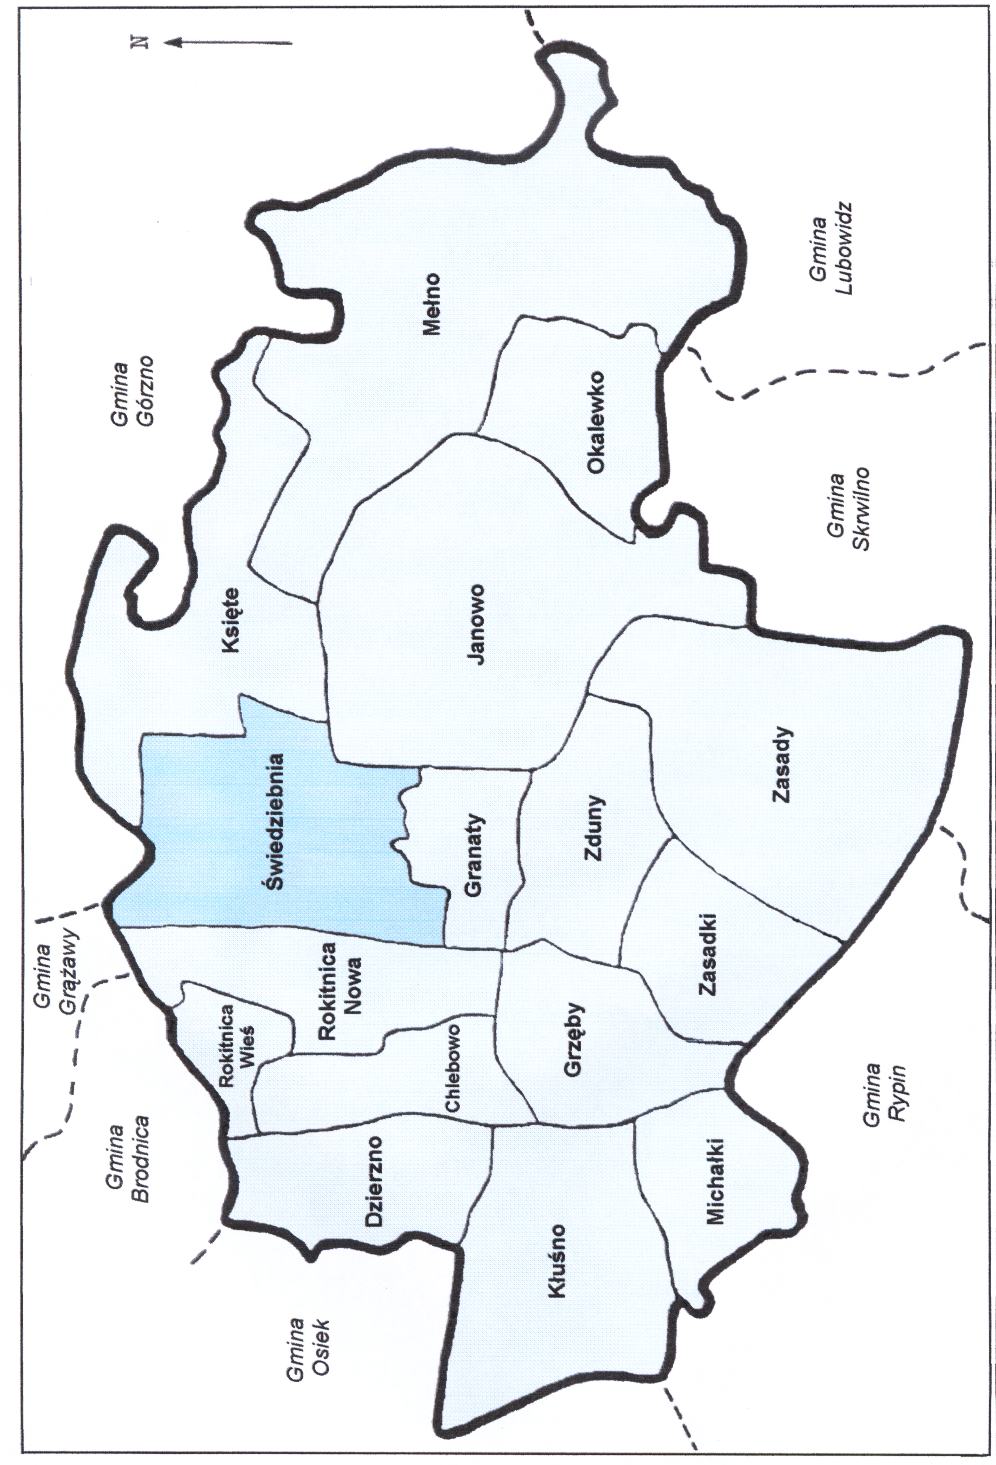 N
Gmina
Górzno
Gmina
Grążawy
Gmina
Brodnica
Gmina
Osiek
Gmina
Lubowidz
Gmina
Skrwilno
Gmina
Rypin
Mełno
Okalewko
Księte
Janowo
Świedziebnia
Granaty
Zduny
Zasady
Zasadki
Rokitnica
Nowa
Rokitnica
Wieś
Chlebowo
Grzęby
Dzierzno
Kłuśno
Michałki